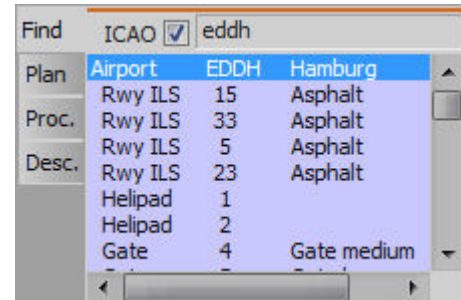 Find ICAO eddh
Plan
Proc.
Desc.
Airport EDDH Hamburg
Rwy ILS 15 Asphalt
Rwy ILS 33 Asphalt
Rwy ILS 5 Asphalt
Rwy ILS 23 Asphalt
Helipad 1
Helipad 2
Gate 4 Gate medium